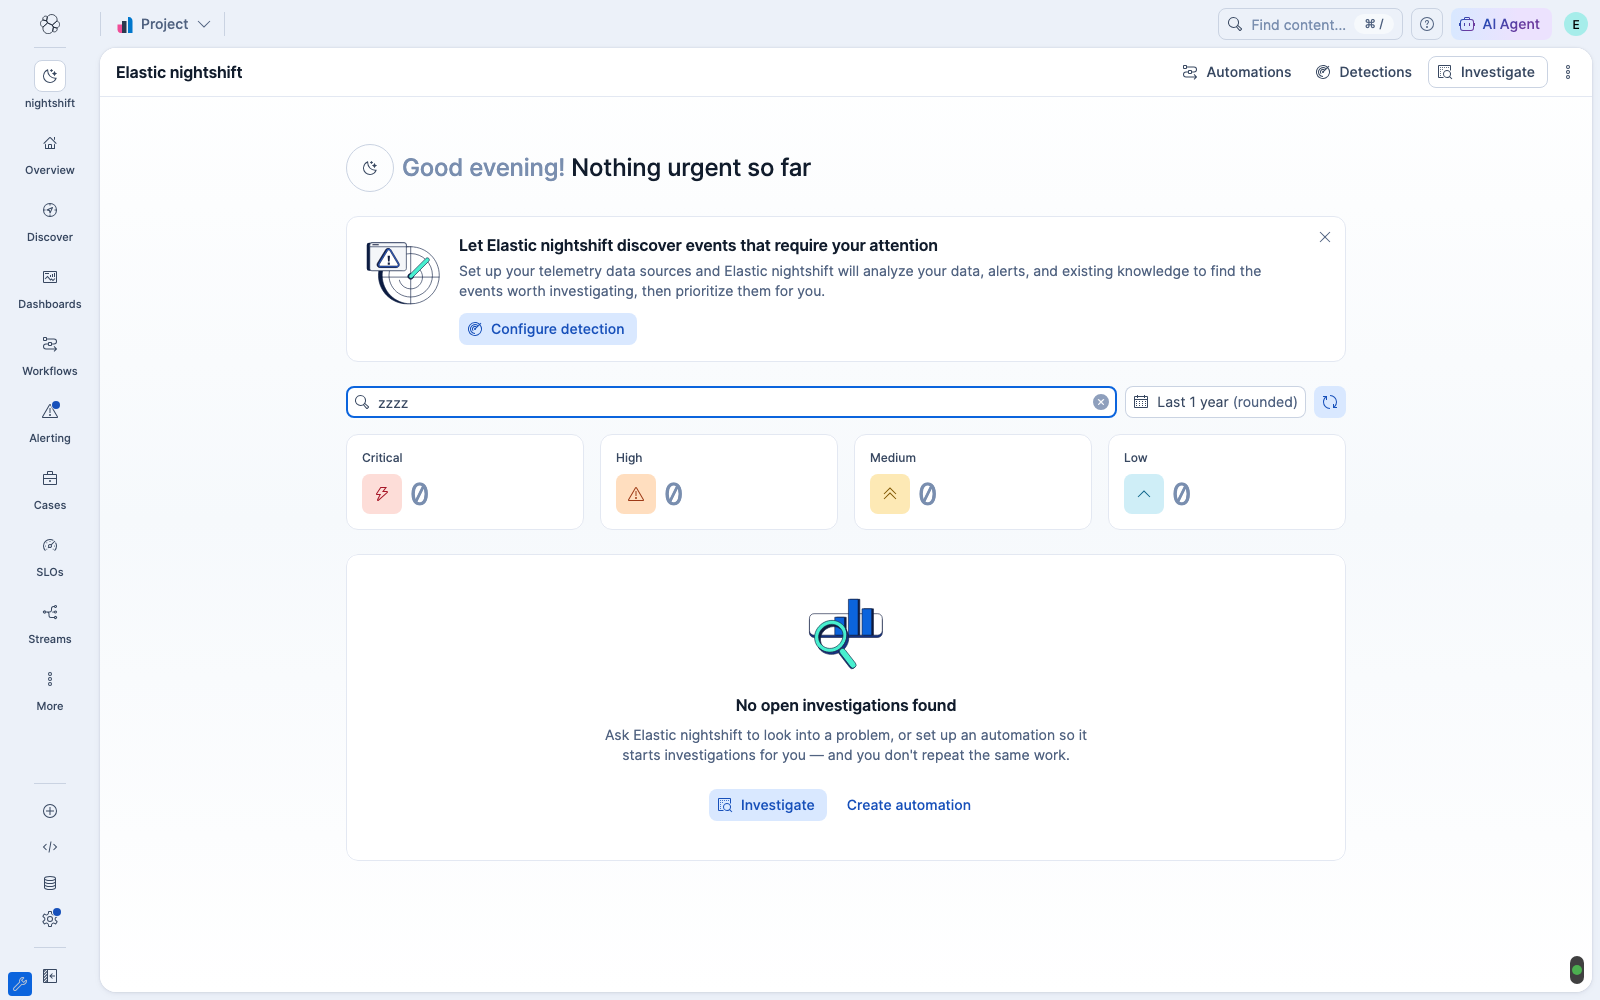 Project
Find content...
⌘ /
AI Agent
E
nightshift
Overview
Discover
Dashboards
Workflows
Alerting
Cases
SLOs
Streams
More
Elastic nightshift
Automations
Detections
Investigate
Good evening! Nothing urgent so far
Let Elastic nightshift discover events that require your attention
Set up your telemetry data sources and Elastic nightshift will analyze your data, alerts, and existing knowledge to find the
events worth investigating, then prioritize them for you.
Configure detection
zzzz
Last 1 year (rounded)
Critical
0
High
0
Medium
0
Low
0
No open investigations found
Ask Elastic nightshift to look into a problem, or set up an automation so it
starts investigations for you — and you don't repeat the same work.
Investigate
Create automation